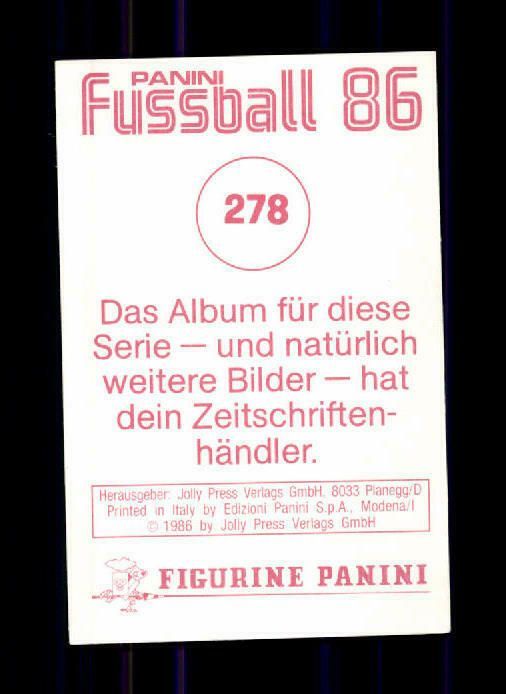 PANINI
Fussball 86
278
Das Album für diese
Serie — und natürlich
weitere Bilder — hat
dein Zeitschriften-
händler.
Herausgeber: Jolly Press Verlags GmbH, 8033 Planegg/D
Printed in Italy by Edizioni Panini S.p.A., Modena/I
© 1986 by Jolly Press Verlags GmbH
FIGURINE PANINI